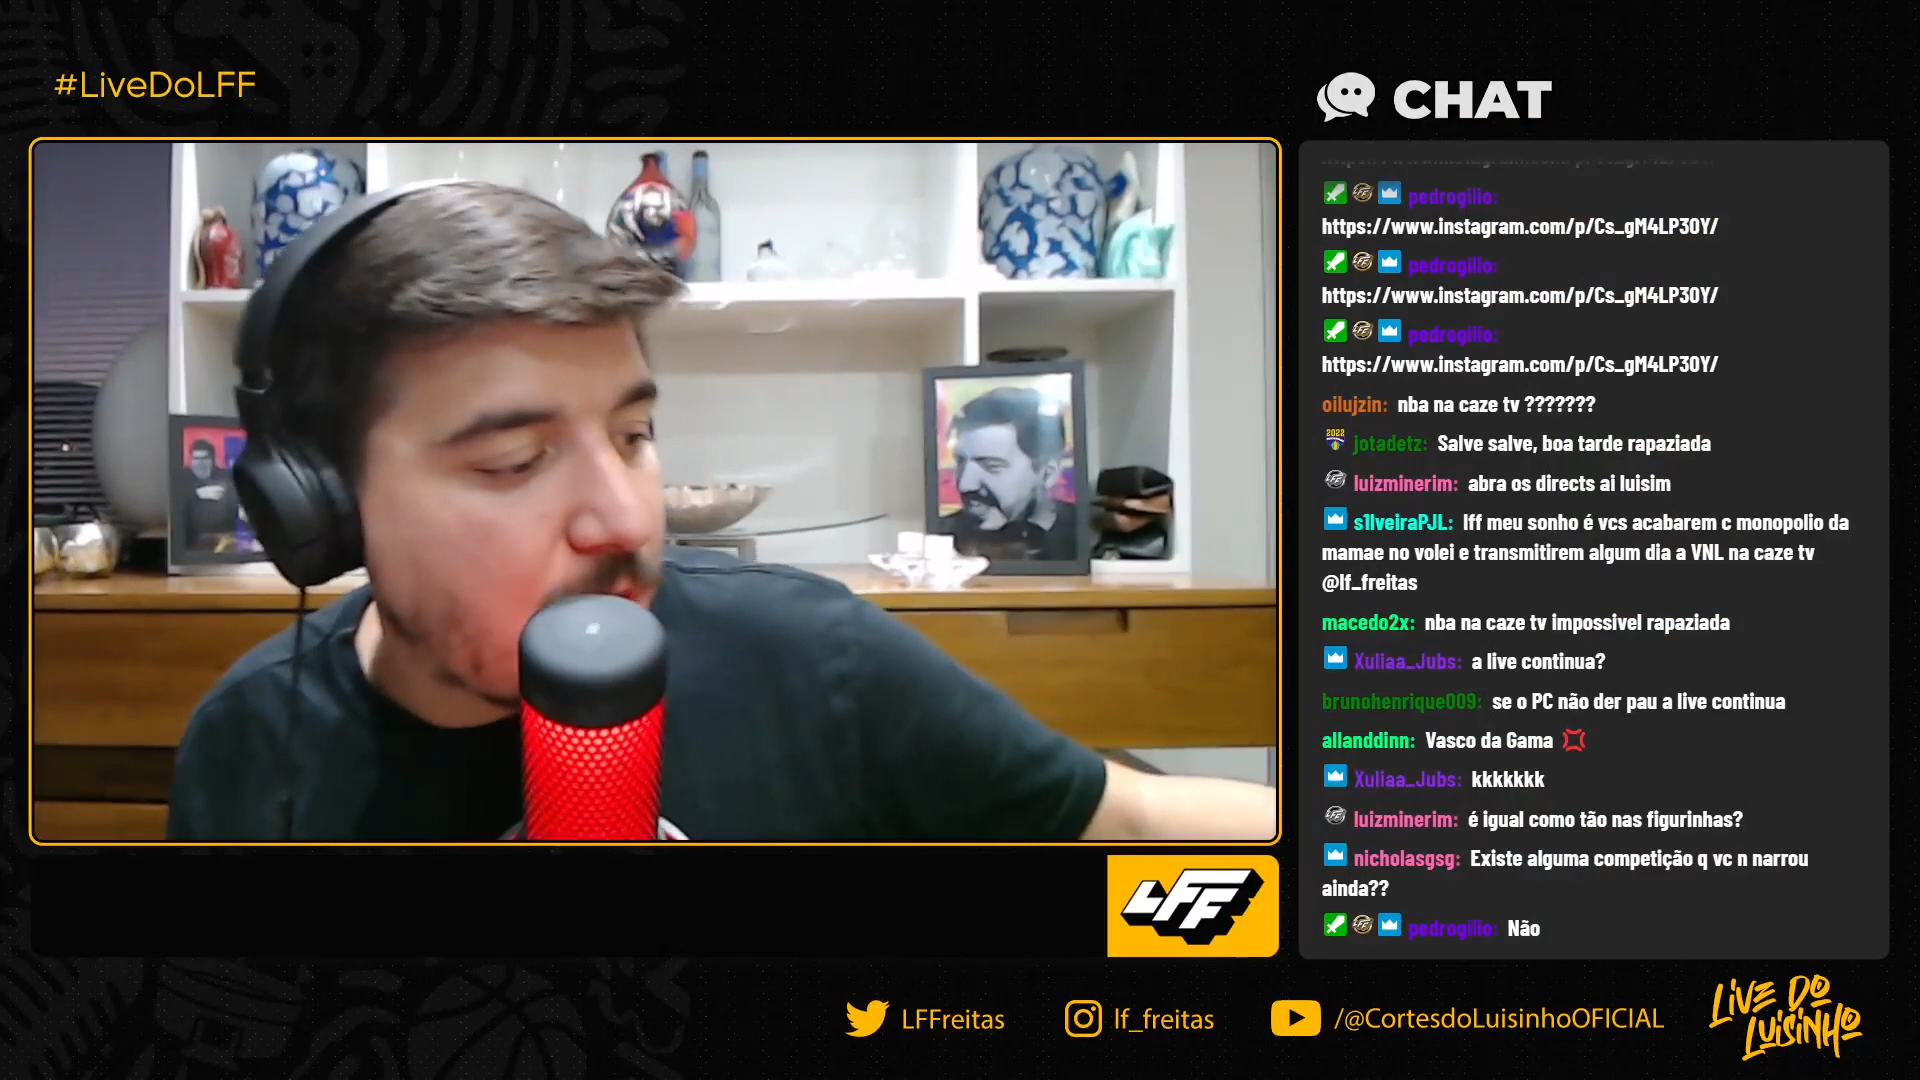 #LiveDoLFF
CHAT
pedrogilio:
https://www.instagram.com/p/Cs_gM4LP3OY/
pedrogilio:
https://www.instagram.com/p/Cs_gM4LP3OY/
pedrogilio:
https://www.instagram.com/p/Cs_gM4LP3OY/
oilujzin: nba na caze tv ???????
2022 jotadetz: Salve salve, boa tarde rapaziada
luizminerim: abra os directs ai luisim
s1lveiraPJL: lff meu sonho é vcs acabarem c monopolio da
mamae no volei e transmitirem algum dia a VNL na caze tv
@lf_freitas
macedo2x: nba na caze tv impossivel rapaziada
Xuliaa_Jubs: a live continua?
brunohenrique009: se o PC não der pau a live continua
allanddinn: Vasco da Gama 💢
Xuliaa_Jubs: kkkkkkk
luizminerim: é igual como tão nas figurinhas?
nicholasgsg: Existe alguma competição q vc n narrou
ainda??
pedrogilio: Não
LFF
LFFreitas
lf_freitas
/@CortesdoLuisinhoOFICIAL
LIVE DO
LUISINHO